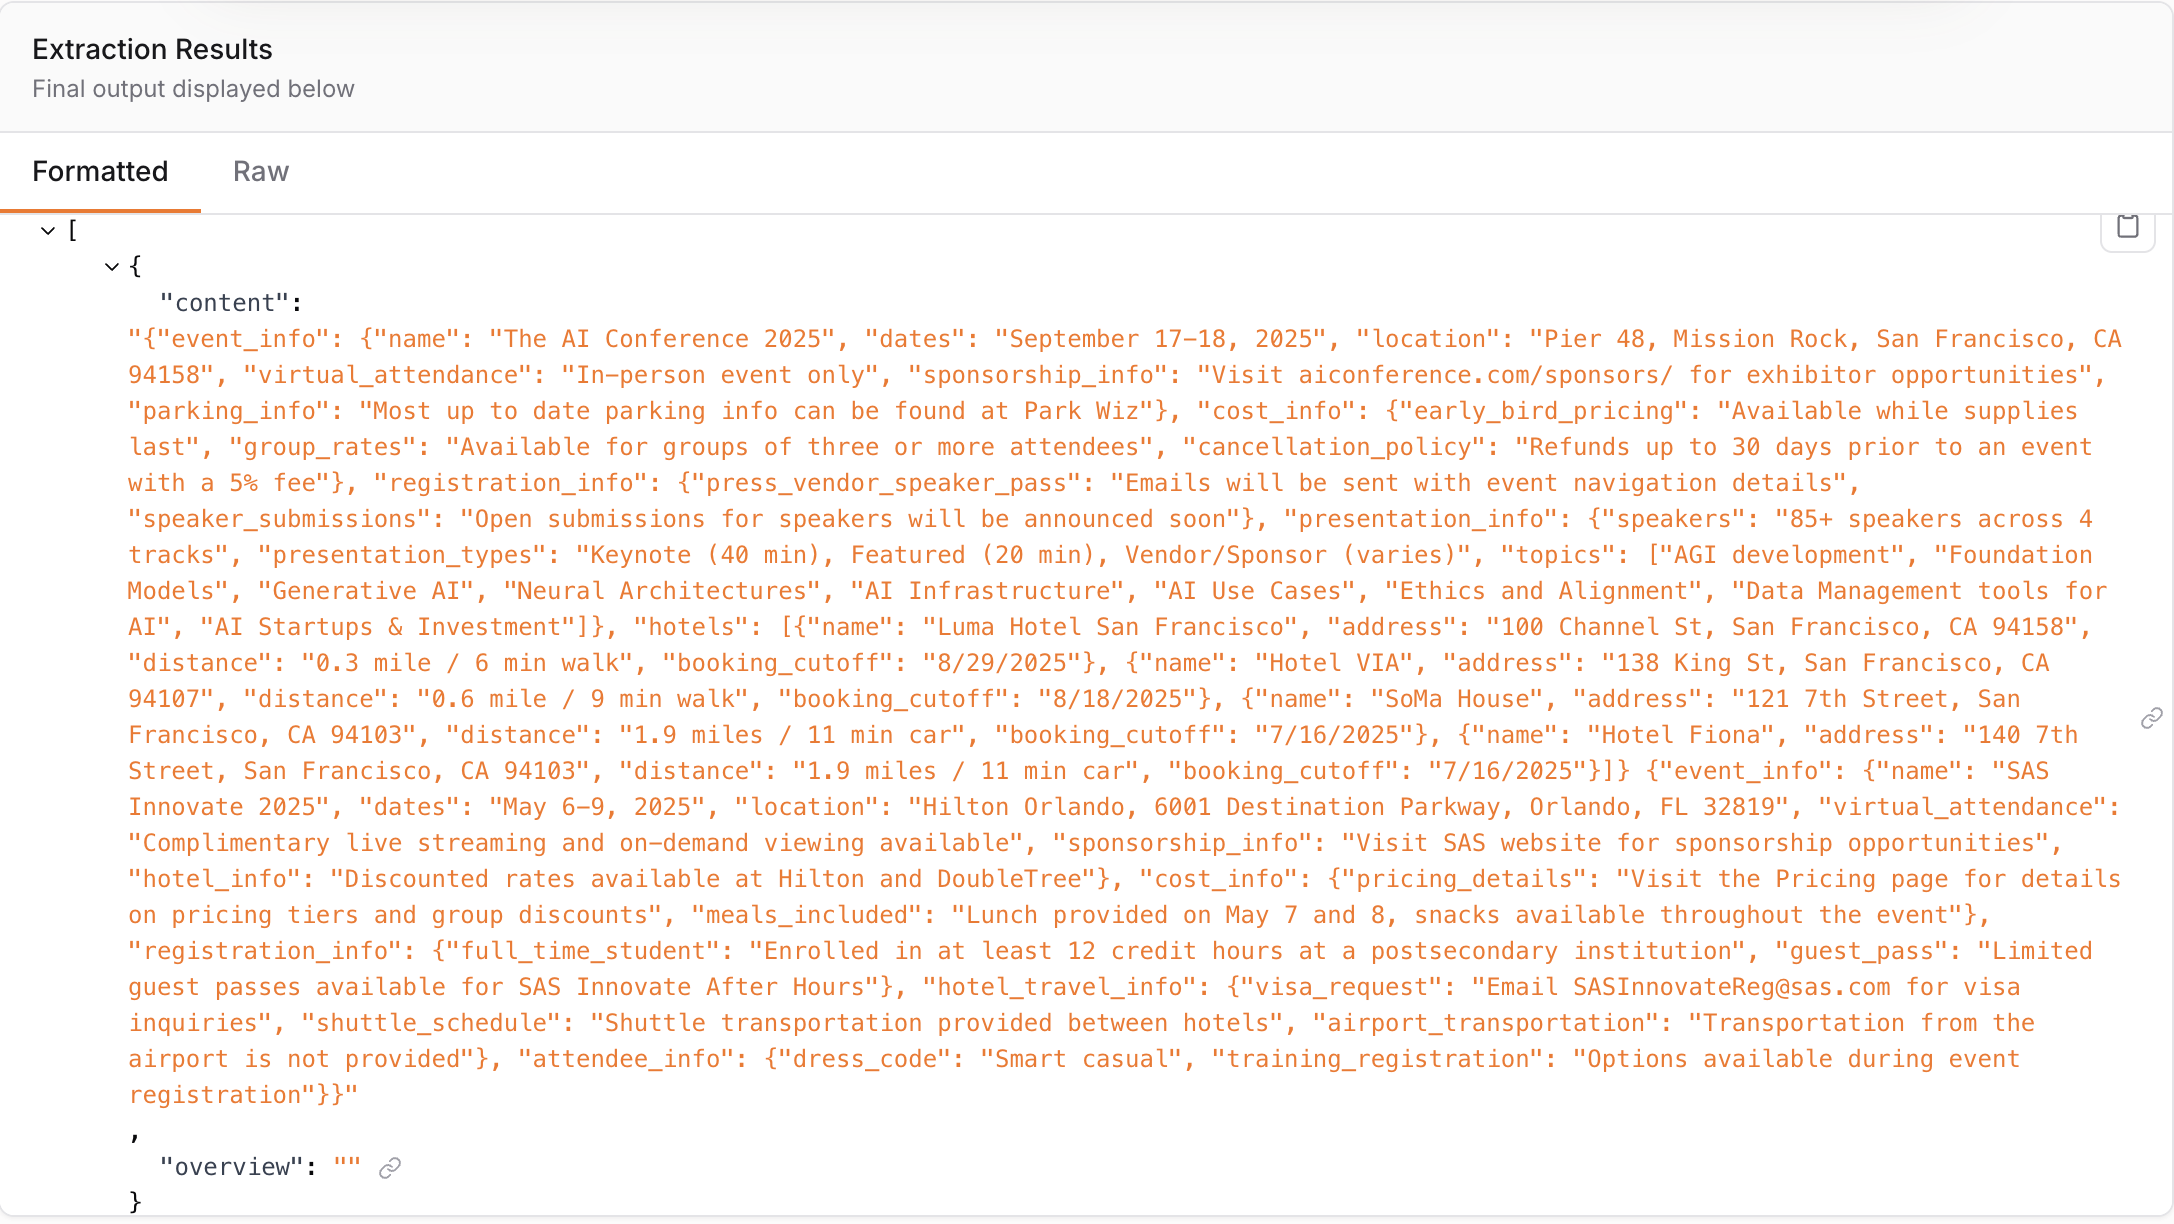 Extraction Results
Final output displayed below
Formatted Raw
[
{
"content":
"{"event_info": {"name": "The AI Conference 2025", "dates": "September 17-18, 2025", "location": "Pier 48, Mission Rock, San Francisco, CA
94158", "virtual_attendance": "In-person event only", "sponsorship_info": "Visit aiconference.com/sponsors/ for exhibitor opportunities",
"parking_info": "Most up to date parking info can be found at Park Wiz"}, "cost_info": {"early_bird_pricing": "Available while supplies
last", "group_rates": "Available for groups of three or more attendees", "cancellation_policy": "Refunds up to 30 days prior to an event
with a 5% fee"}, "registration_info": {"press_vendor_speaker_pass": "Emails will be sent with event navigation details",
"speaker_submissions": "Open submissions for speakers will be announced soon"}, "presentation_info": {"speakers": "85+ speakers across 4
tracks", "presentation_types": "Keynote (40 min), Featured (20 min), Vendor/Sponsor (varies)", "topics": ["AGI development", "Foundation
Models", "Generative AI", "Neural Architectures", "AI Infrastructure", "AI Use Cases", "Ethics and Alignment", "Data Management tools for
AI", "AI Startups & Investment"]}, "hotels": [{"name": "Luma Hotel San Francisco", "address": "100 Channel St, San Francisco, CA 94158",
"distance": "0.3 mile / 6 min walk", "booking_cutoff": "8/29/2025"}, {"name": "Hotel VIA", "address": "138 King St, San Francisco, CA
94107", "distance": "0.6 mile / 9 min walk", "booking_cutoff": "8/18/2025"}, {"name": "SoMa House", "address": "121 7th Street, San
Francisco, CA 94103", "distance": "1.9 miles / 11 min car", "booking_cutoff": "7/16/2025"}, {"name": "Hotel Fiona", "address": "140 7th
Street, San Francisco, CA 94103", "distance": "1.9 miles / 11 min car", "booking_cutoff": "7/16/2025"}]} {"event_info": {"name": "SAS
Innovate 2025", "dates": "May 6-9, 2025", "location": "Hilton Orlando, 6001 Destination Parkway, Orlando, FL 32819", "virtual_attendance":
"Complimentary live streaming and on-demand viewing available", "sponsorship_info": "Visit SAS website for sponsorship opportunities",
"hotel_info": "Discounted rates available at Hilton and DoubleTree"}, "cost_info": {"pricing_details": "Visit the Pricing page for details
on pricing tiers and group discounts", "meals_included": "Lunch provided on May 7 and 8, snacks available throughout the event"},
"registration_info": {"full_time_student": "Enrolled in at least 12 credit hours at a postsecondary institution", "guest_pass": "Limited
guest passes available for SAS Innovate After Hours"}, "hotel_travel_info": {"visa_request": "Email SASInnovateReg@sas.com for visa
inquiries", "shuttle_schedule": "Shuttle transportation provided between hotels", "airport_transportation": "Transportation from the
airport is not provided"}, "attendee_info": {"dress_code": "Smart casual", "training_registration": "Options available during event
registration"}}"
,
"overview": ""
}